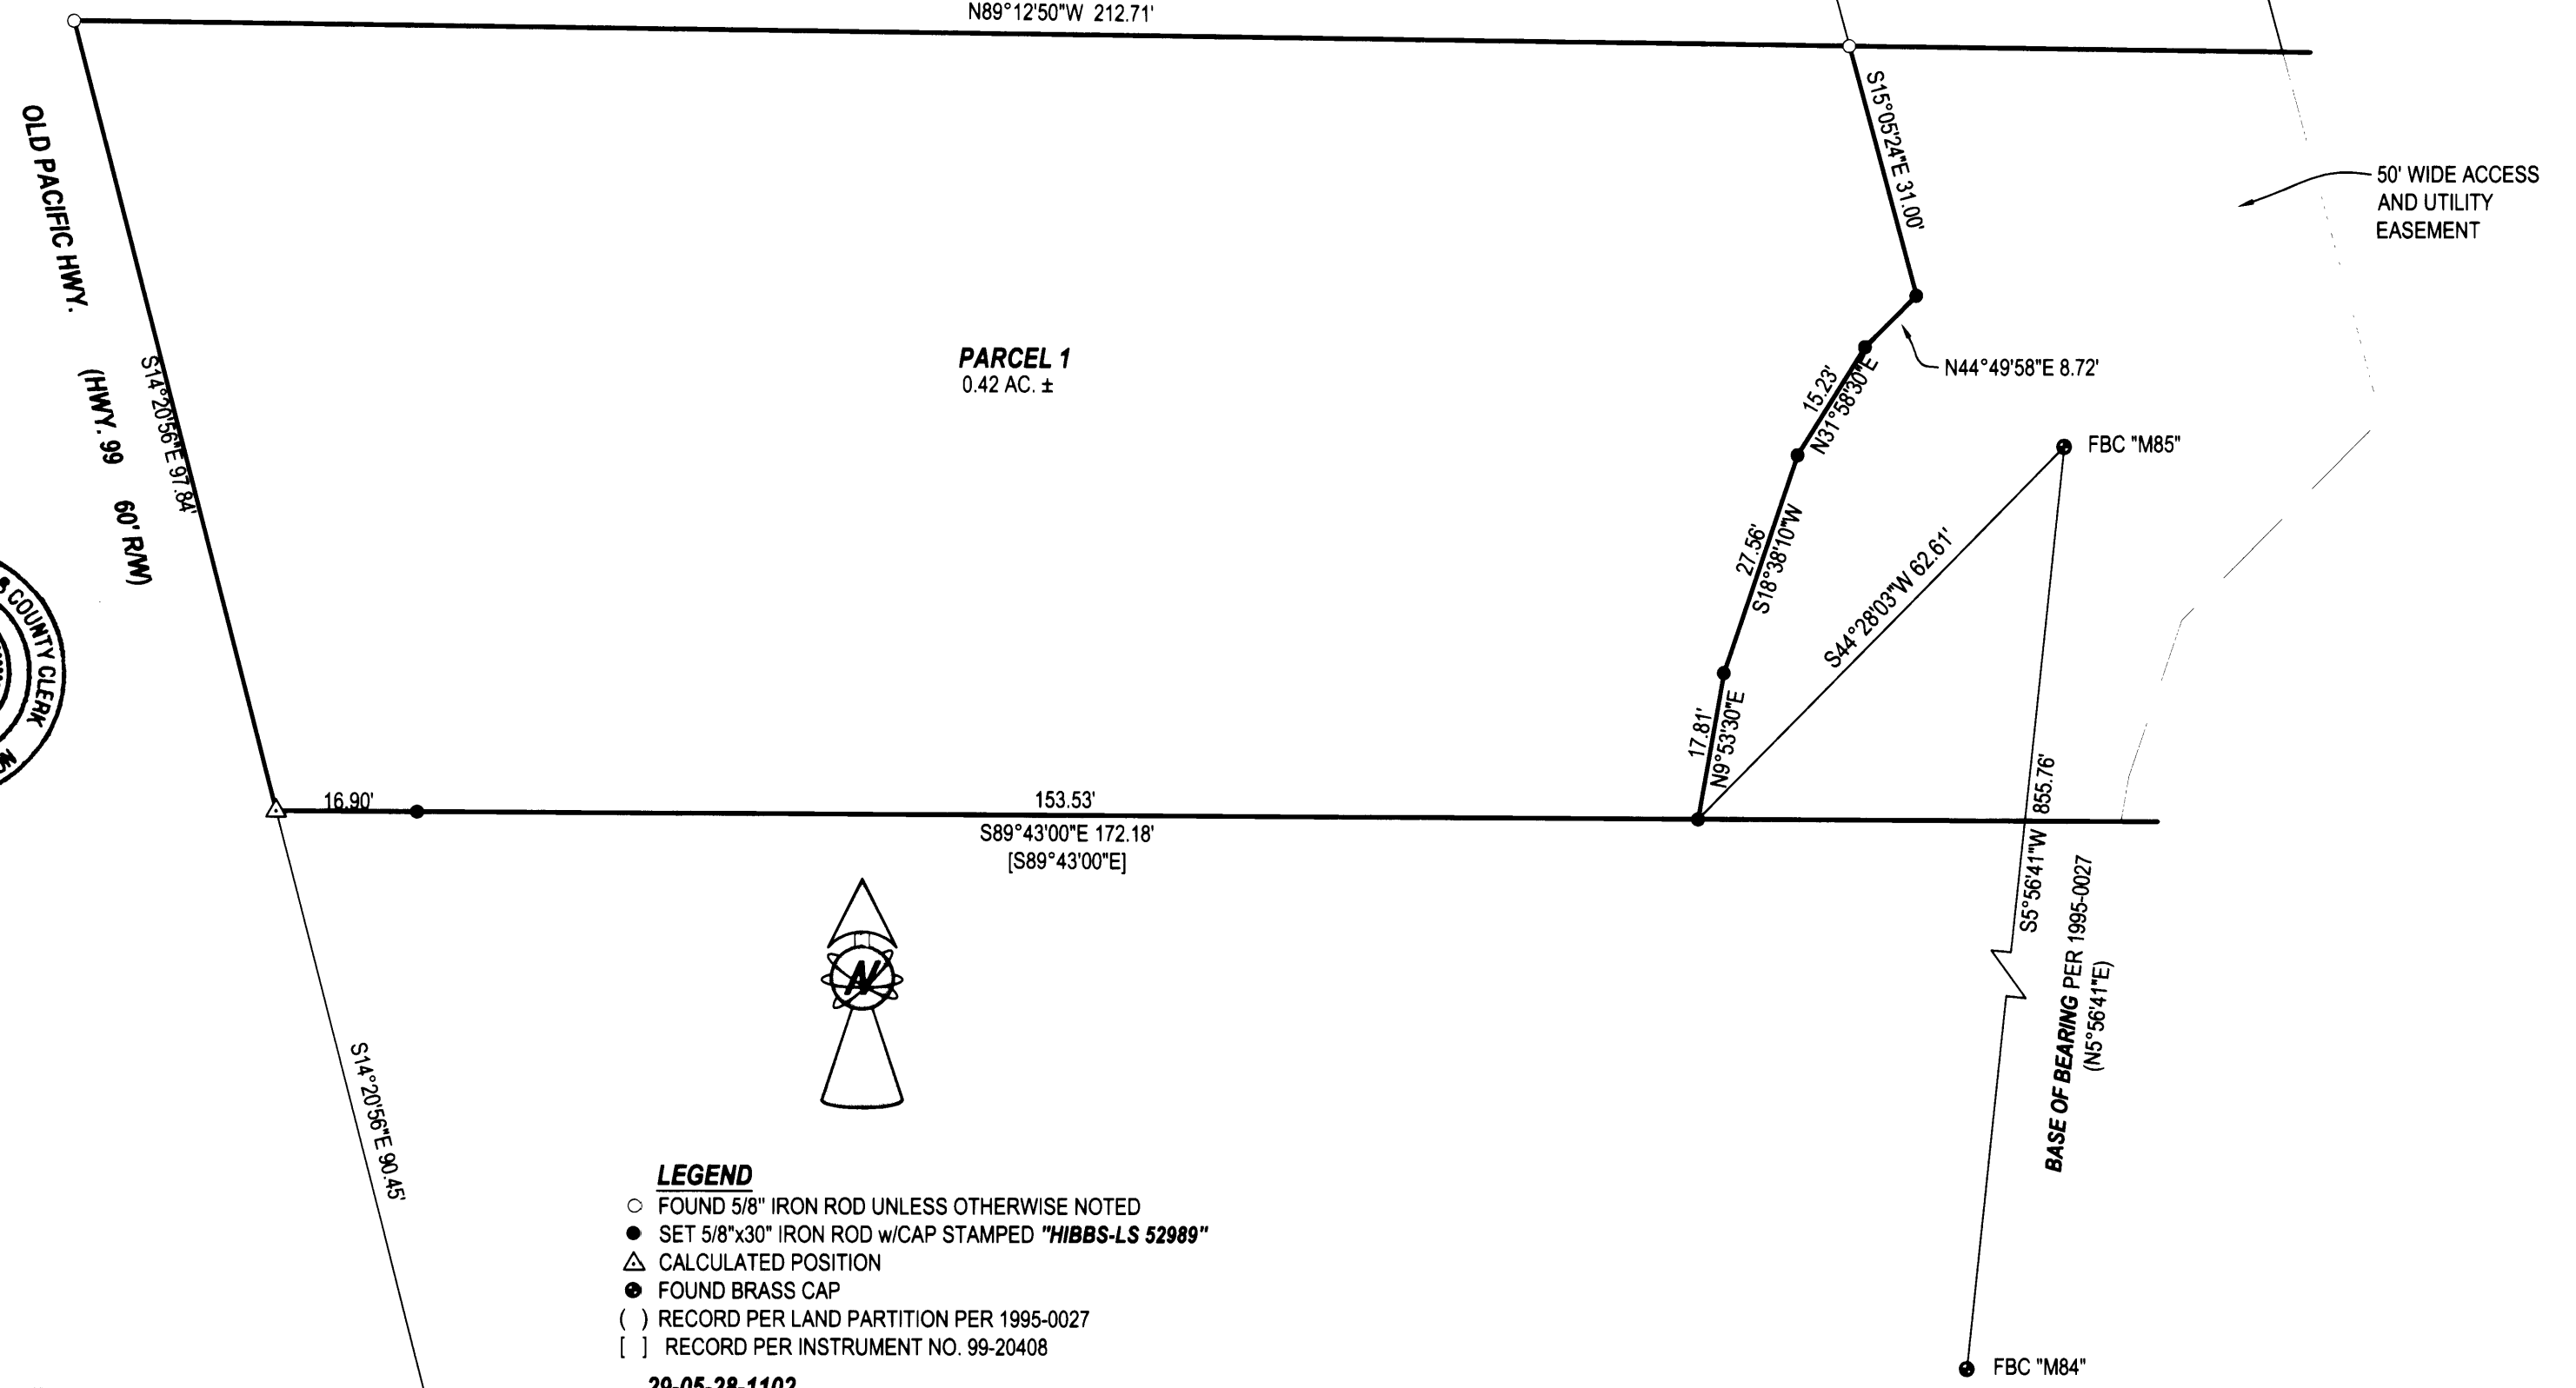 N89°12'50"W 212.71'
S15°05'24"E 31.00'
50' WIDE ACCESS
AND UTILITY
EASEMENT
OLD PACIFIC HWY.
(HWY. 99 60' R/W)
S14°20'56"E 97.84'
PARCEL 1
0.42 AC. ±
N44°49'58"E 8.72'
15.23'
N31°58'30"E
FBC "M85"
27.56'
S18°38'10"W
S44°28'03"W 62.61'
COUNTY CLERK
17.81'
N9°53'30"E
16.90'
153.53'
S89°43'00"E 172.18'
[S89°43'00"E]
S5°56'41"W 855.76'
BASE OF BEARING PER 1995-0027
(N5°56'41"E)
N
S14°20'56"E 90.45'
LEGEND
FOUND 5/8" IRON ROD UNLESS OTHERWISE NOTED
SET 5/8"x30" IRON ROD w/CAP STAMPED "HIBBS-LS 52989"
CALCULATED POSITION
FOUND BRASS CAP
( ) RECORD PER LAND PARTITION PER 1995-0027
[ ] RECORD PER INSTRUMENT NO. 99-20408
29-05-28-1102
FBC "M84"